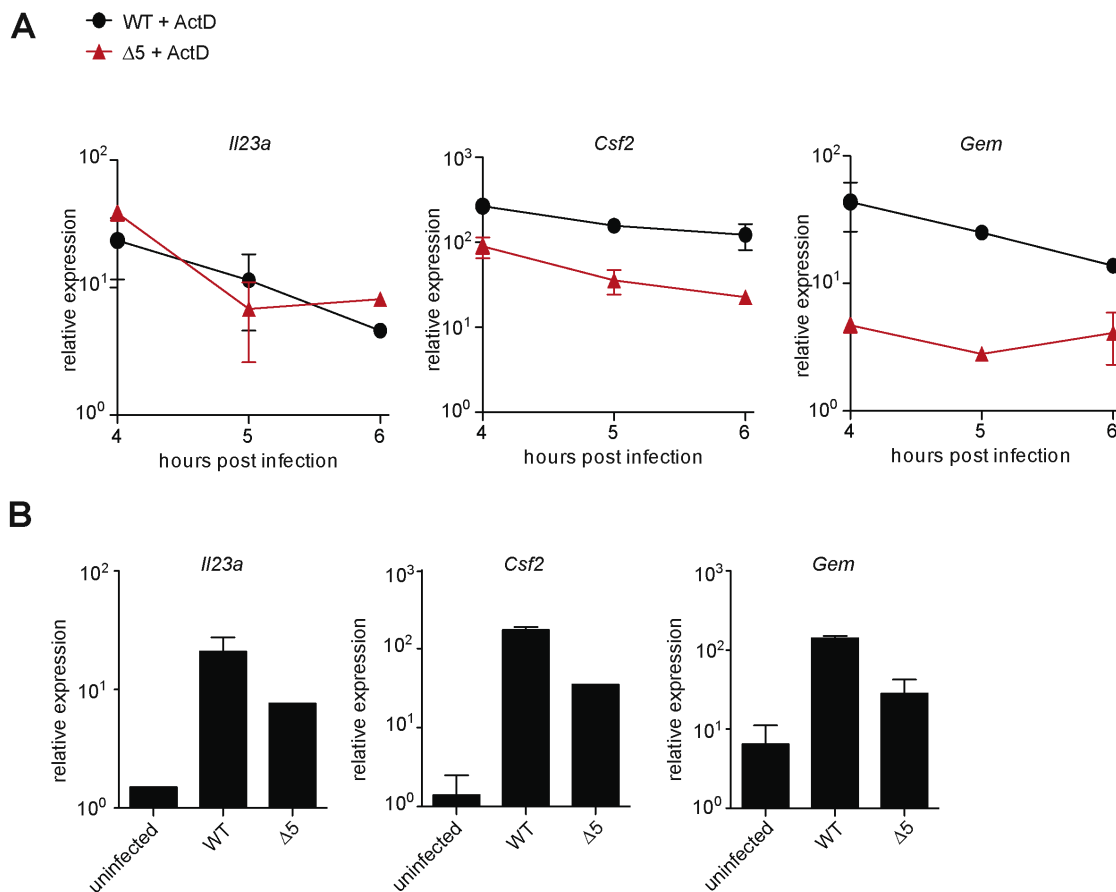 A
WT + ActD
Δ5 + ActD
Il23a
Csf2
Gem
relative expression
10²
10¹
10⁰
4
5
6
hours post infection
relative expression
10³
10²
10¹
10⁰
4
5
6
hours post infection
relative expression
10²
10¹
10⁰
4
5
6
hours post infection
B
Il23a
Csf2
Gem
relative expression
10²
10¹
10⁰
uninfected
WT
Δ5
relative expression
10³
10²
10¹
10⁰
uninfected
WT
Δ5
relative expression
10³
10²
10¹
10⁰
uninfected
WT
Δ5